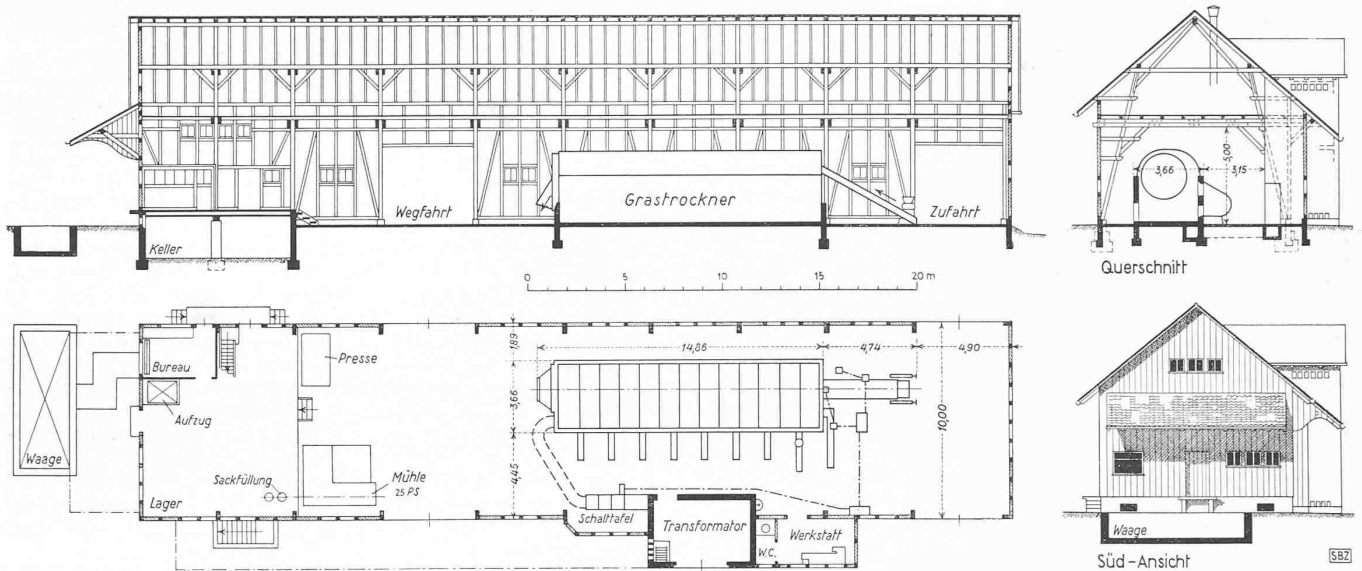 Wegfahrt
Grastrockner
Zufahrt
Keller
3,66
5,00
3,15
Querschnitt
0 5 10 15 20 m
Bureau
Aufzug
Waage
Lager
Sackfüllung
Presse
Mühle
25 PS
1,89
3,66
4,45
14,86
4,74
4,90
10,00
Schalttafel
Transformator
W.C.
Werkstatt
Waage
Süd-Ansicht
SBZ